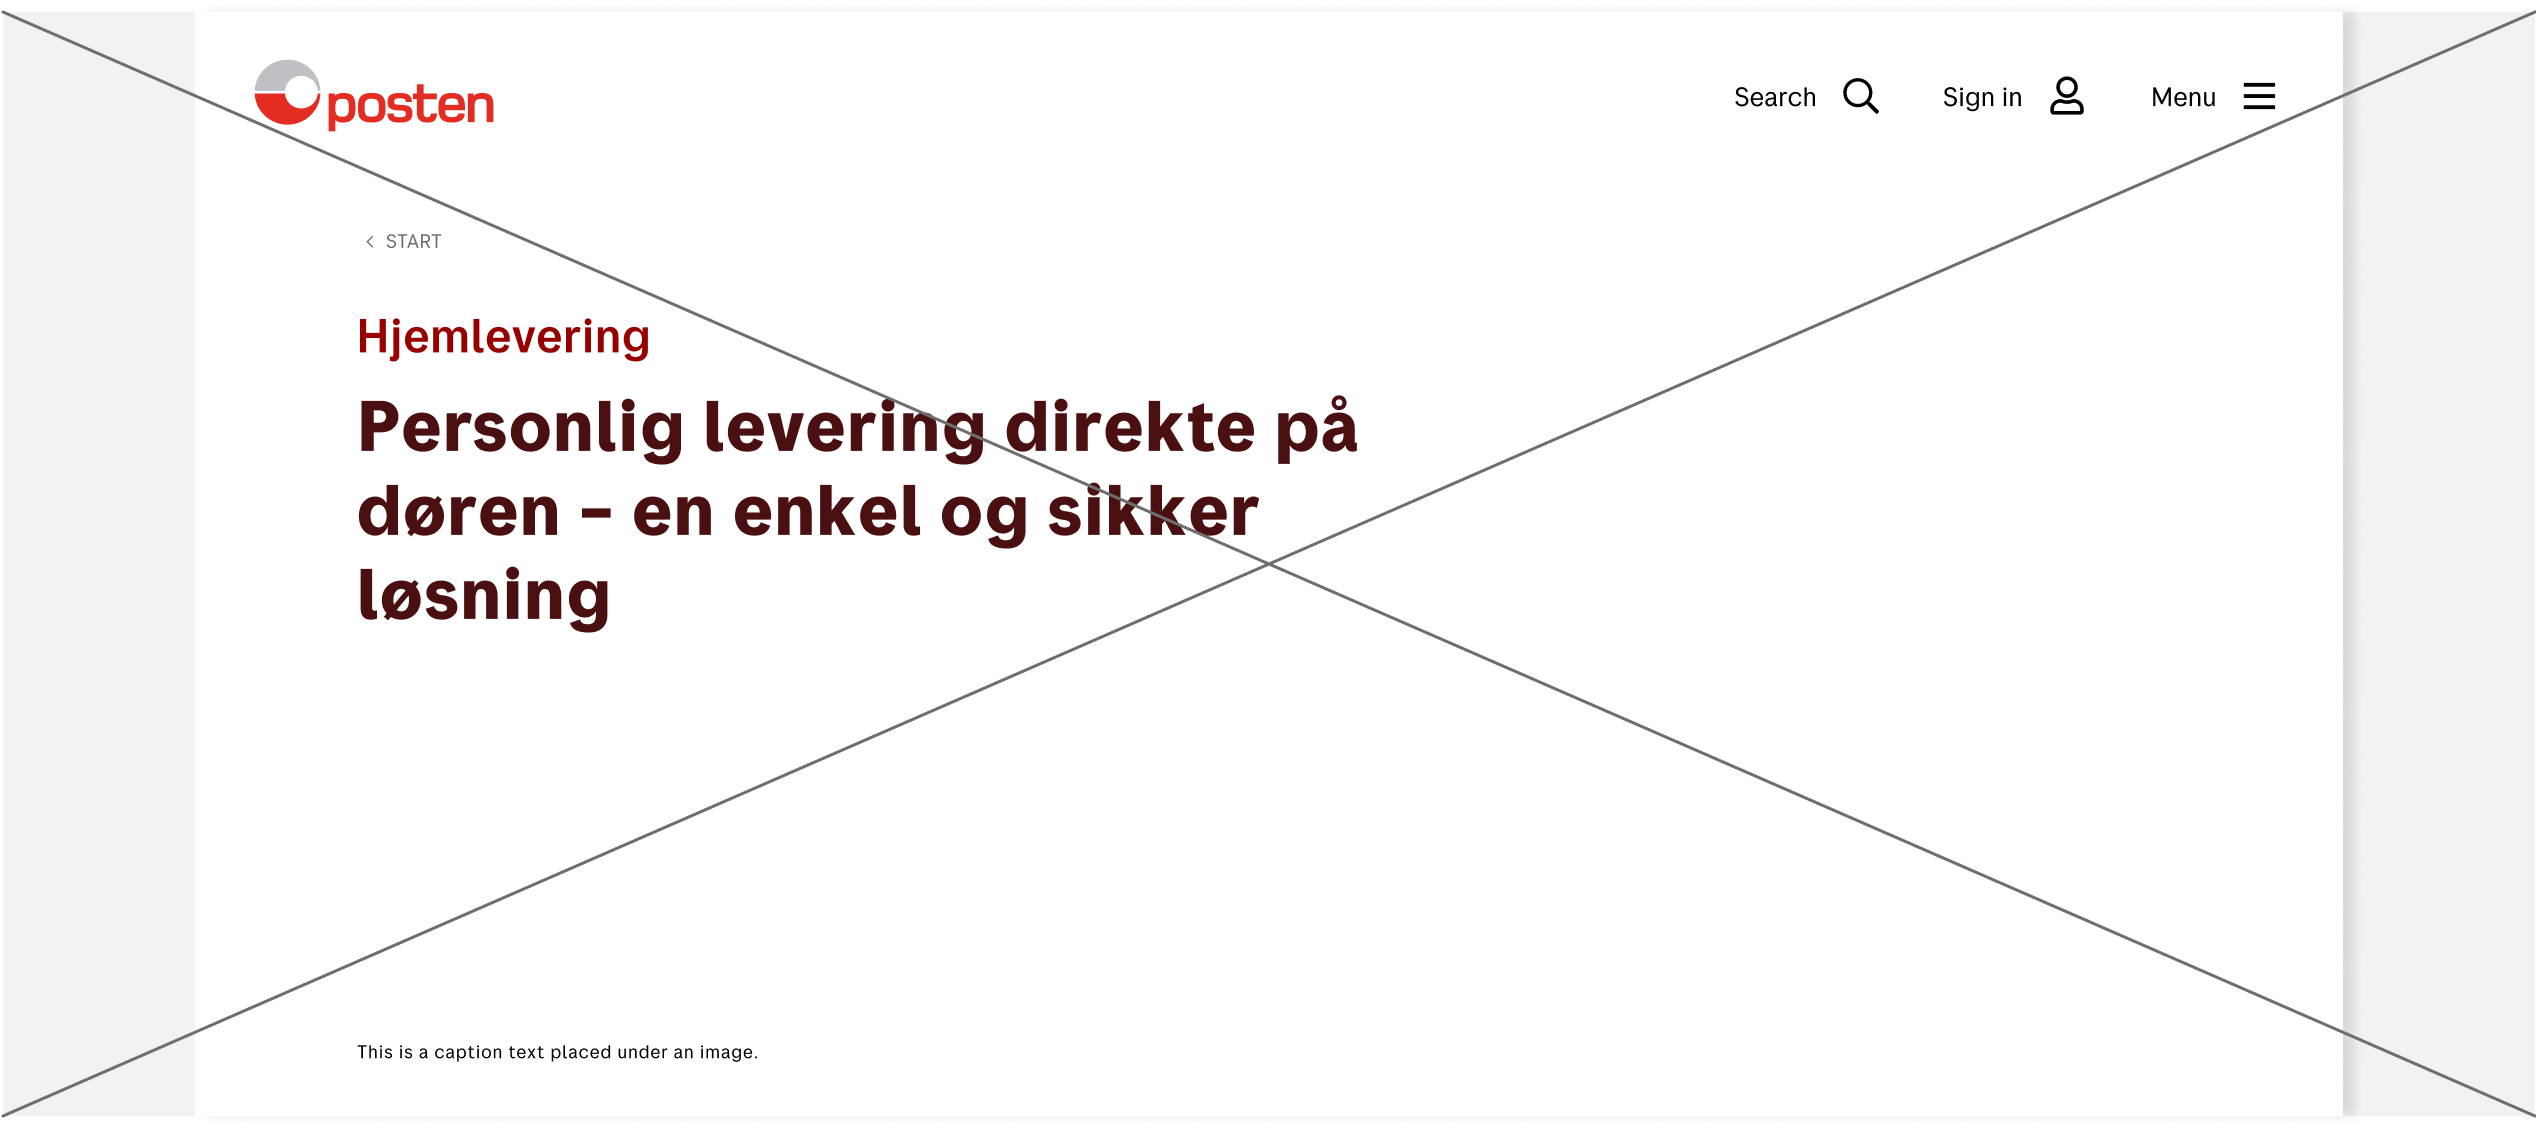 posten
Search
Sign in
Menu
START
Hjemlevering
Personlig levering direkte på
døren – en enkel og sikker
løsning
This is a caption text placed under an image.